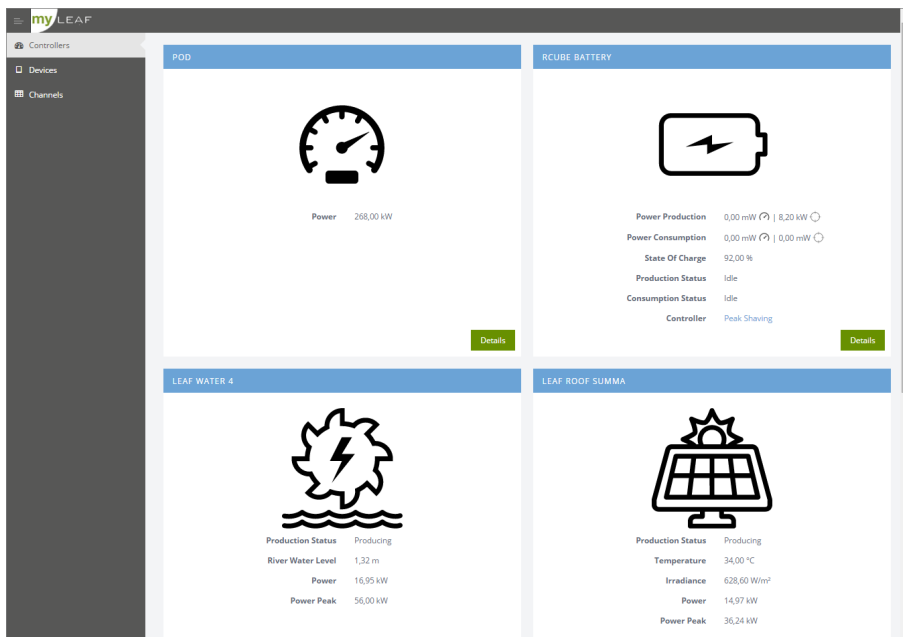 my LEAF
Controllers
Devices
Channels
POD
Power 268,00 kW
Details
RCUBE BATTERY
Power Production 0,00 mW | 8,20 kW
Power Consumption 0,00 mW | 0,00 mW
State Of Charge 92,00 %
Production Status Idle
Consumption Status Idle
Controller Peak Shaving
Details
LEAF WATER 4
Production Status Producing
River Water Level 1,32 m
Power 16,95 kW
Power Peak 56,00 kW
LEAF ROOF SUMMA
Production Status Producing
Temperature 34,00 °C
Irradiance 628,60 W/m²
Power 14,97 kW
Power Peak 36,24 kW